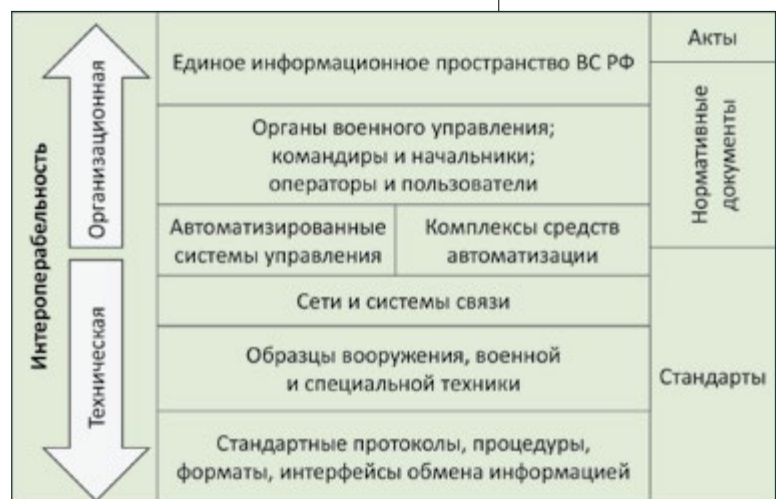 Интероперабельность
Организационная
Техническая
Единое информационное пространство ВС РФ
Органы военного управления;
командиры и начальники;
операторы и пользователи
Автоматизированные
системы управления
Комплексы средств
автоматизации
Сети и системы связи
Образцы вооружения, военной
и специальной техники
Стандартные протоколы, процедуры,
форматы, интерфейсы обмена информацией
Акты
Нормативные
документы
Стандарты